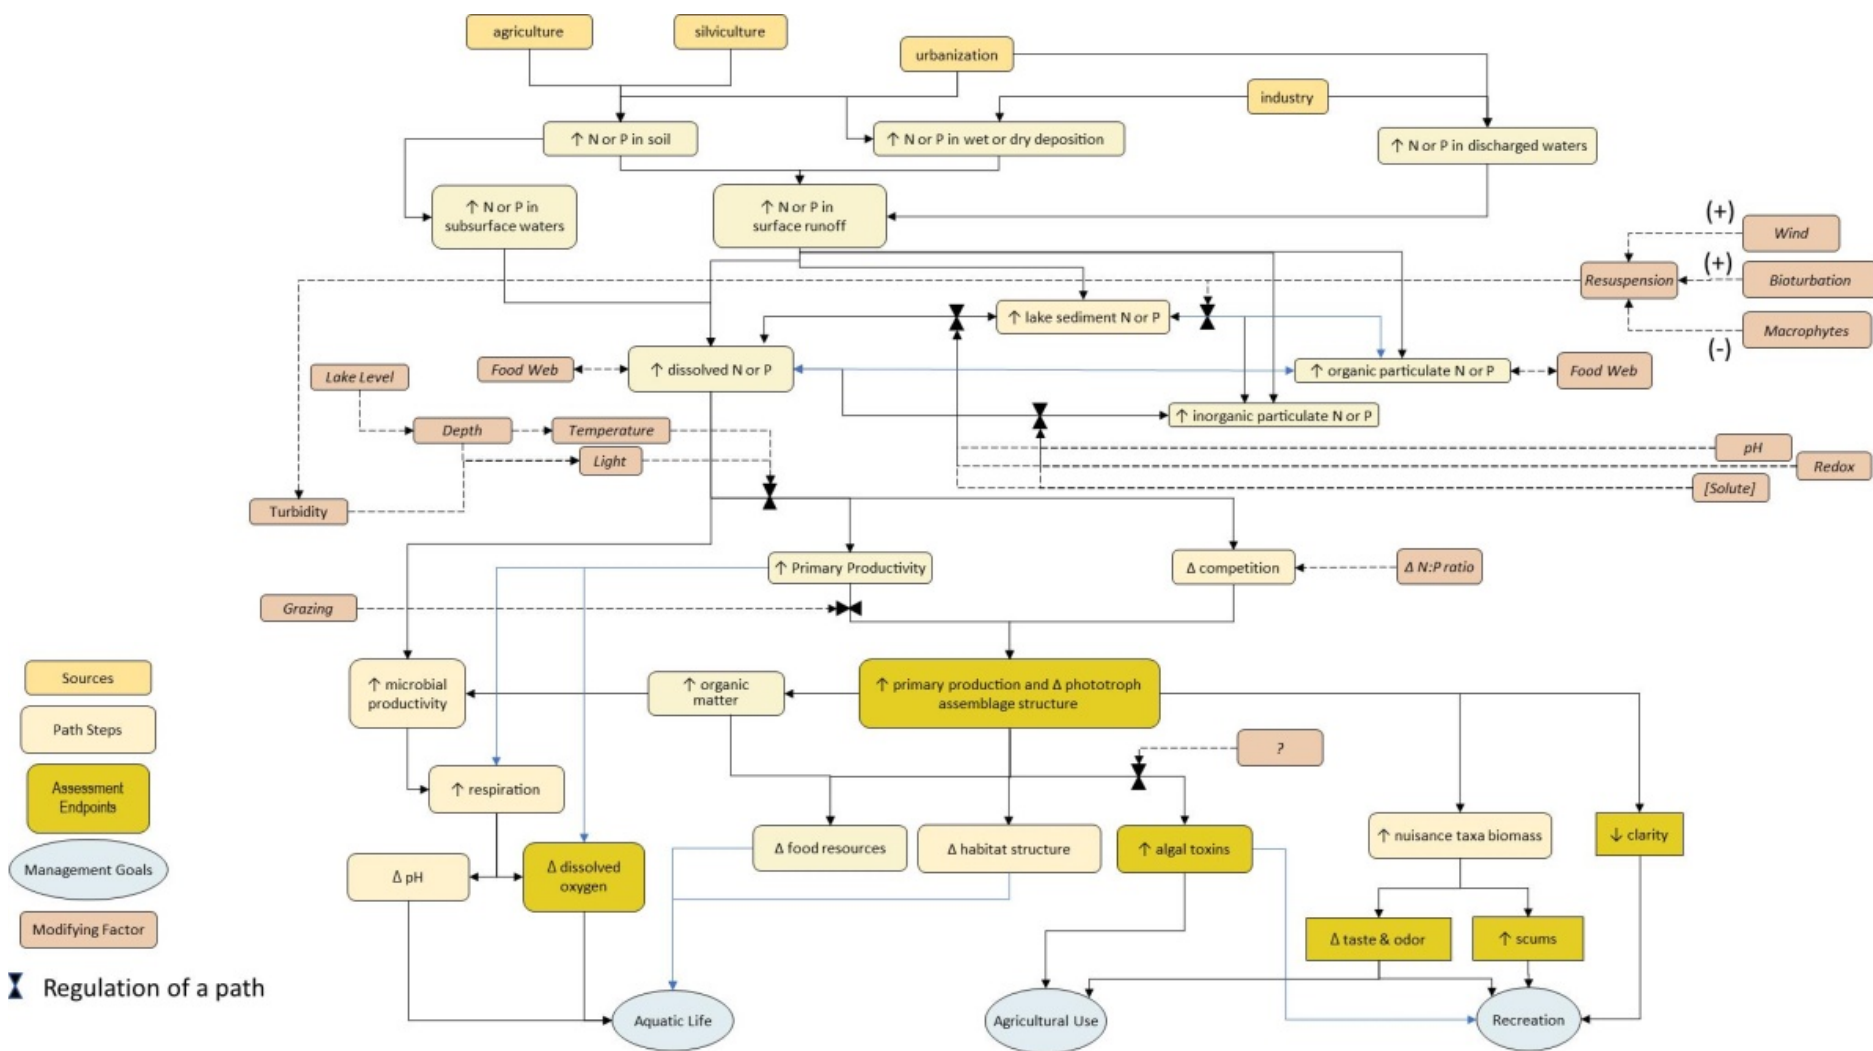 agriculture
silviculture
urbanization
industry
↑ N or P in soil
↑ N or P in wet or dry deposition
↑ N or P in discharged waters
↑ N or P in
subsurface waters
↑ N or P in
surface runoff
(+)
Wind
(+)
Resuspension
Bioturbation
↑ lake sediment N or P
Macrophytes
(-)
Lake Level
Food Web
↑ dissolved N or P
↑ organic particulate N or P
Food Web
↑ inorganic particulate N or P
Depth
Temperature
Light
pH
Redox
[Solute]
Turbidity
↑ Primary Productivity
Δ competition
Δ N:P ratio
Grazing
Sources
Path Steps
Assessment
Endpoints
Management Goals
Modifying Factor
Regulation of a path
↑ microbial
productivity
↑ organic
matter
↑ primary production and Δ phototroph
assemblage structure
?
↑ respiration
Δ food resources
Δ habitat structure
↑ algal toxins
↑ nuisance taxa biomass
↓ clarity
Δ pH
Δ dissolved
oxygen
Δ taste & odor
↑ scums
Aquatic Life
Agricultural Use
Recreation